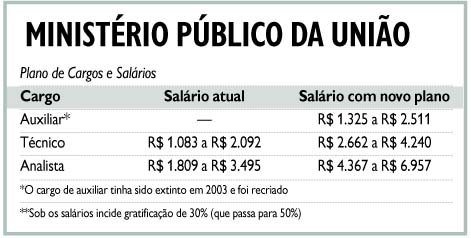 MINISTÉRIO PÚBLICO DA UNIÃO
Plano de Cargos e Salários
Cargo Salário atual Salário com novo plano
Auxiliar* — R$ 1.325 a R$ 2.511
Técnico R$ 1.083 a R$ 2.092 R$ 2.662 a R$ 4.240
Analista R$ 1.809 a R$ 3.495 R$ 4.367 a R$ 6.957
*O cargo de auxiliar tinha sido extinto em 2003 e foi recriado
**Sob os salários incide gratificação de 30% (que passa para 50%)